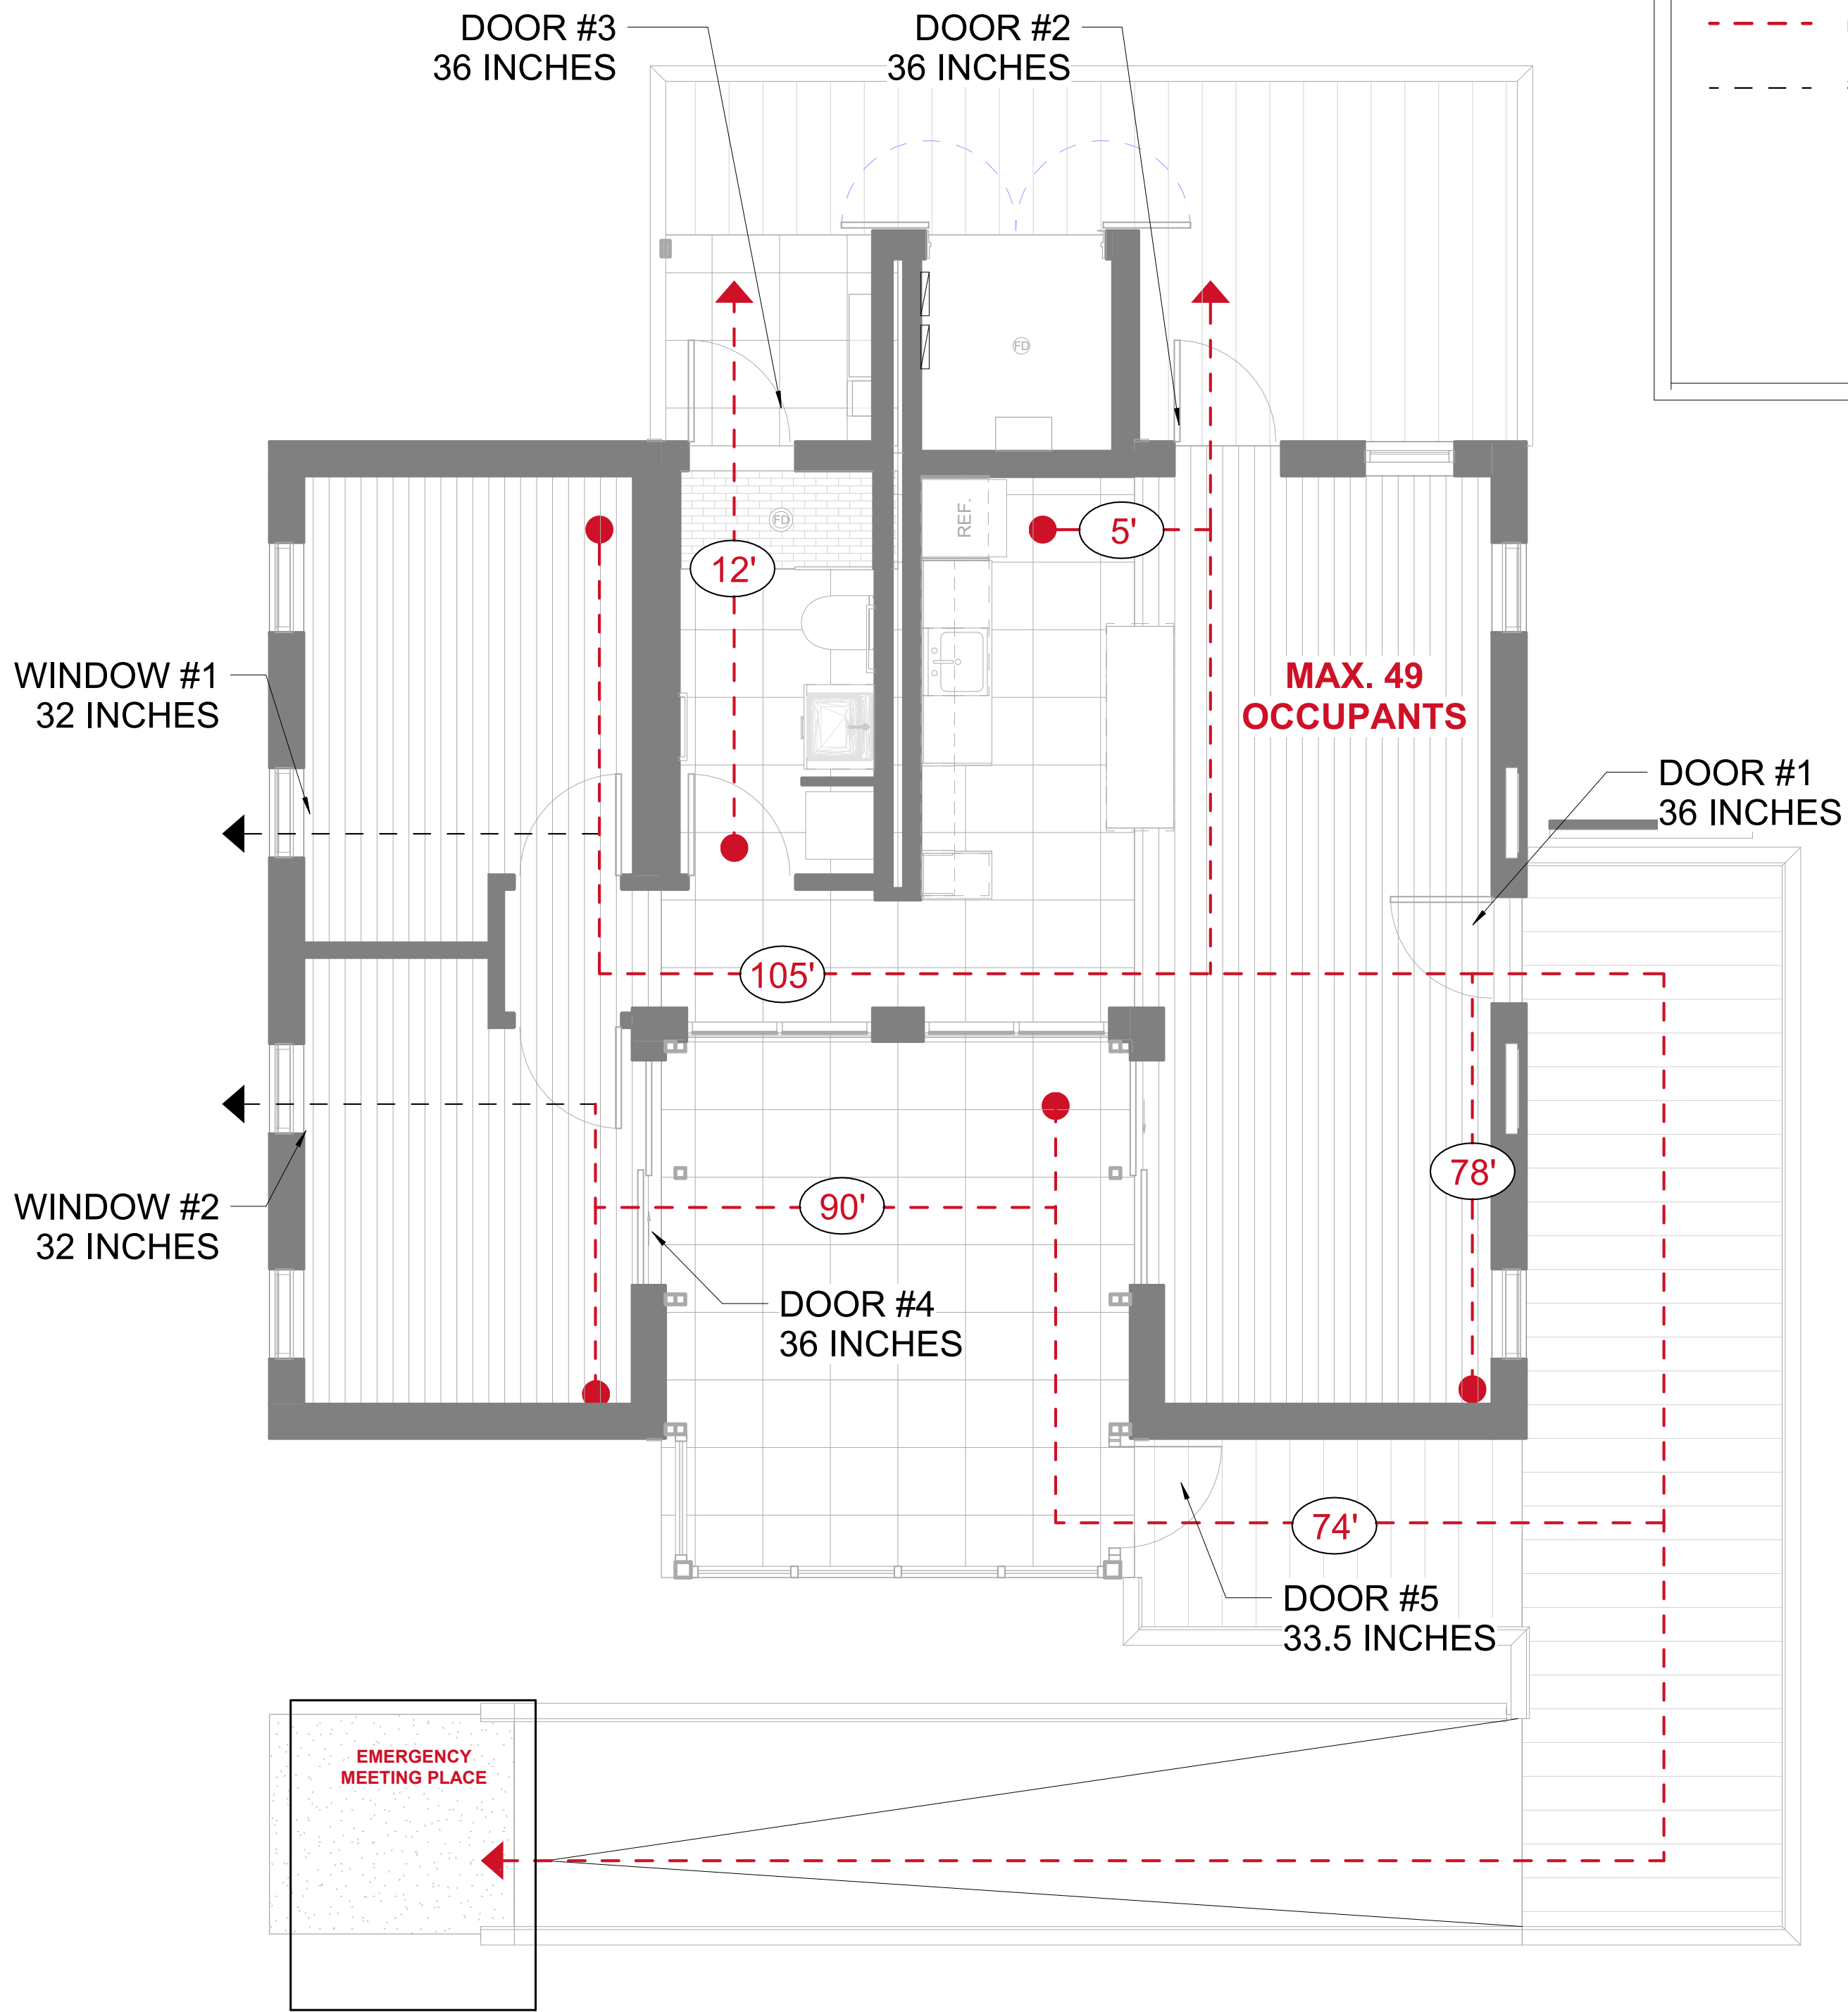 DOOR #3
36 INCHES
DOOR #2
36 INCHES
FD
REF.
5'
FD
12'
MAX. 49
OCCUPANTS
WINDOW #1
32 INCHES
DOOR #1
36 INCHES
105'
78'
WINDOW #2
32 INCHES
90'
DOOR #4
36 INCHES
74'
DOOR #5
33.5 INCHES
EMERGENCY
MEETING PLACE